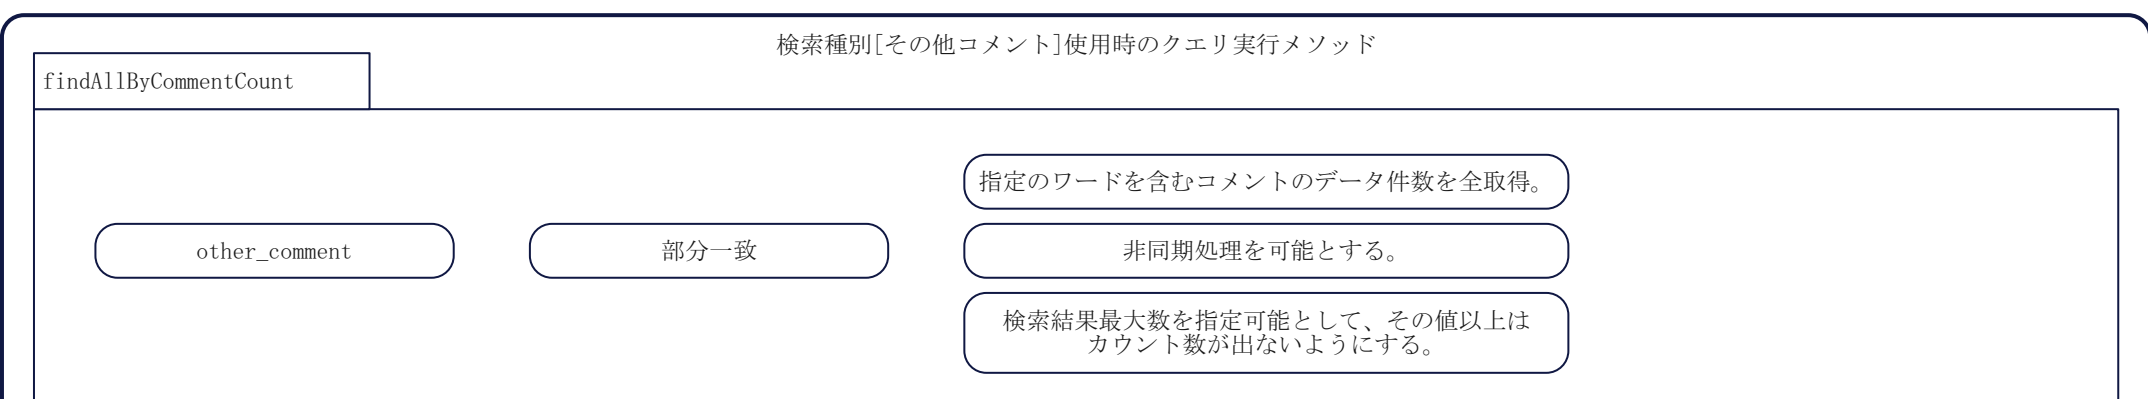 検索種別[その他コメント]使用時のクエリ実行メソッド
findAllByCommentCount
指定のワードを含むコメントのデータ件数を全取得。
other_comment
部分一致
非同期処理を可能とする。
検索結果最大数を指定可能として、その値以上は
カウント数が出ないようにする。